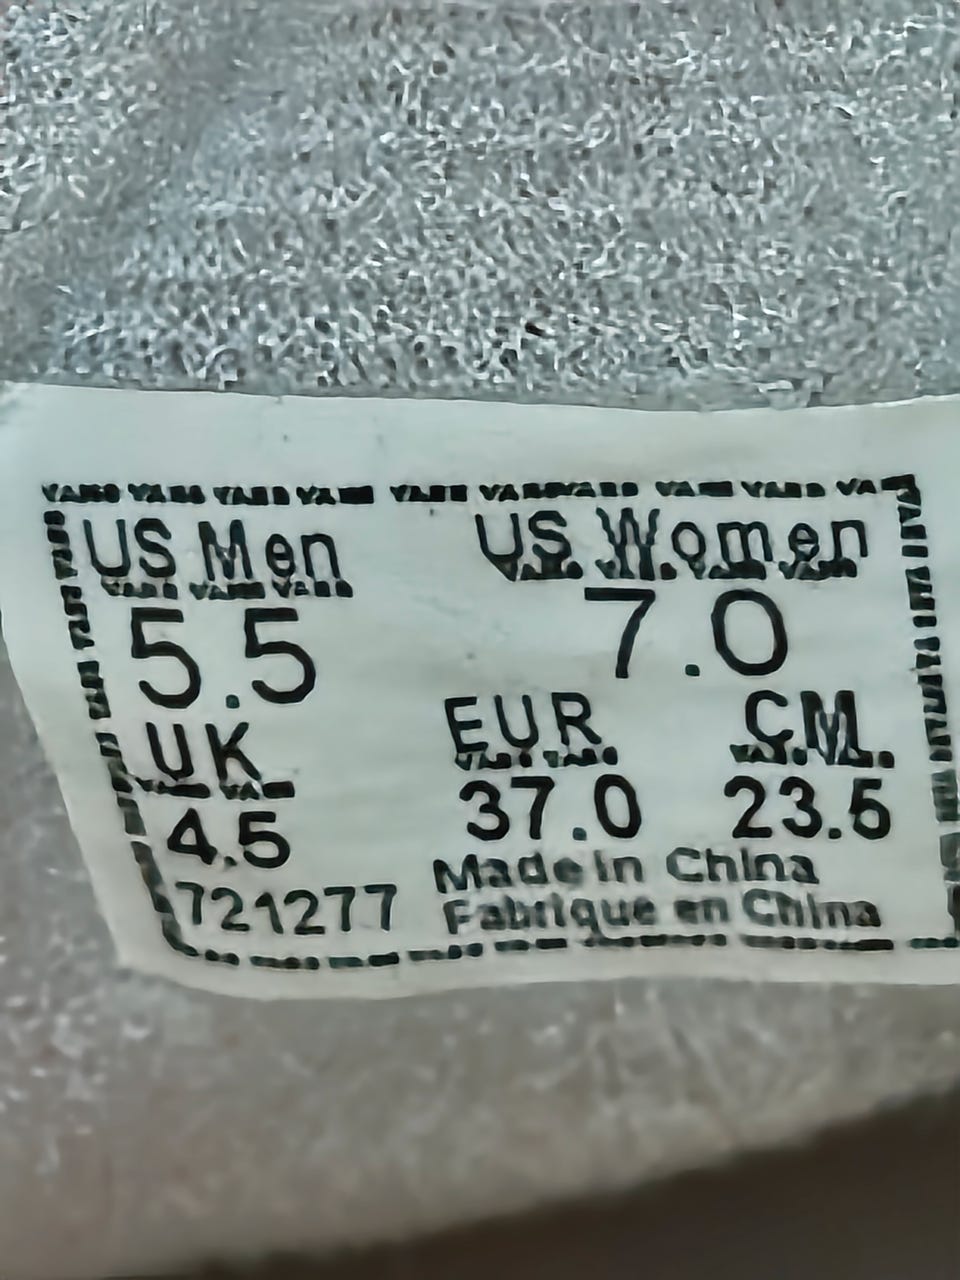 US Men US Women
5.5 7.0
UK EUR CM
4.5 37.0 23.5
721277 Made in China
Fabrique en China